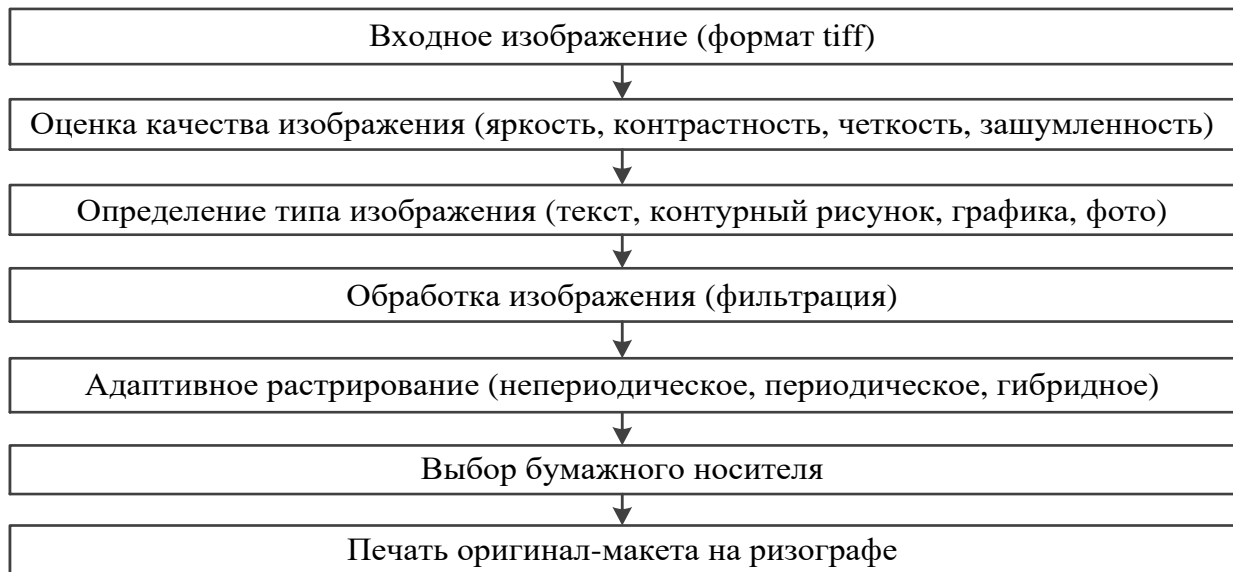 Входное изображение (формат tiff)
Оценка качества изображения (яркость, контрастность, четкость, зашумленность)
Определение типа изображения (текст, контурный рисунок, графика, фото)
Обработка изображения (фильтрация)
Адаптивное растрирование (непериодическое, периодическое, гибридное)
Выбор бумажного носителя
Печать оригинал-макета на ризографе